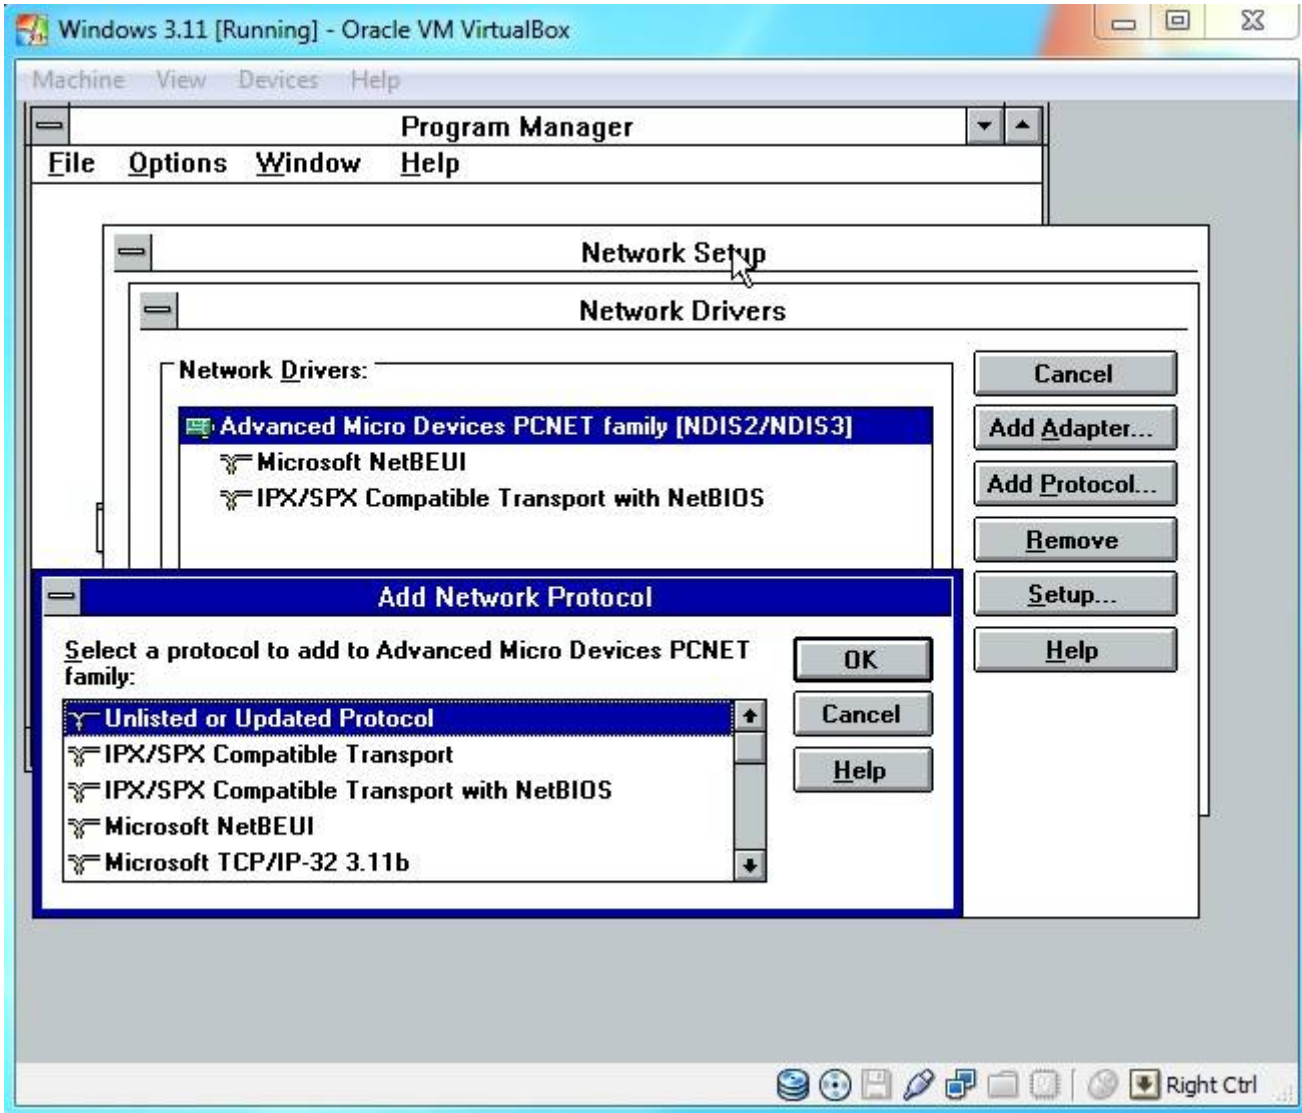 Windows 3.11 [Running] - Oracle VM VirtualBox
Machine View Devices Help
Program Manager
File Options Window Help
Network Setup
Network Drivers
Network Drivers:
Advanced Micro Devices PCNET family [NDIS2/NDIS3]
Microsoft NetBEUI
IPX/SPX Compatible Transport with NetBIOS
Cancel
Add Adapter...
Add Protocol...
Remove
Setup...
Help
Add Network Protocol
Select a protocol to add to Advanced Micro Devices PCNET
family:
Unlisted or Updated Protocol
IPX/SPX Compatible Transport
IPX/SPX Compatible Transport with NetBIOS
Microsoft NetBEUI
Microsoft TCP/IP-32 3.11b
OK
Cancel
Help
Right Ctrl